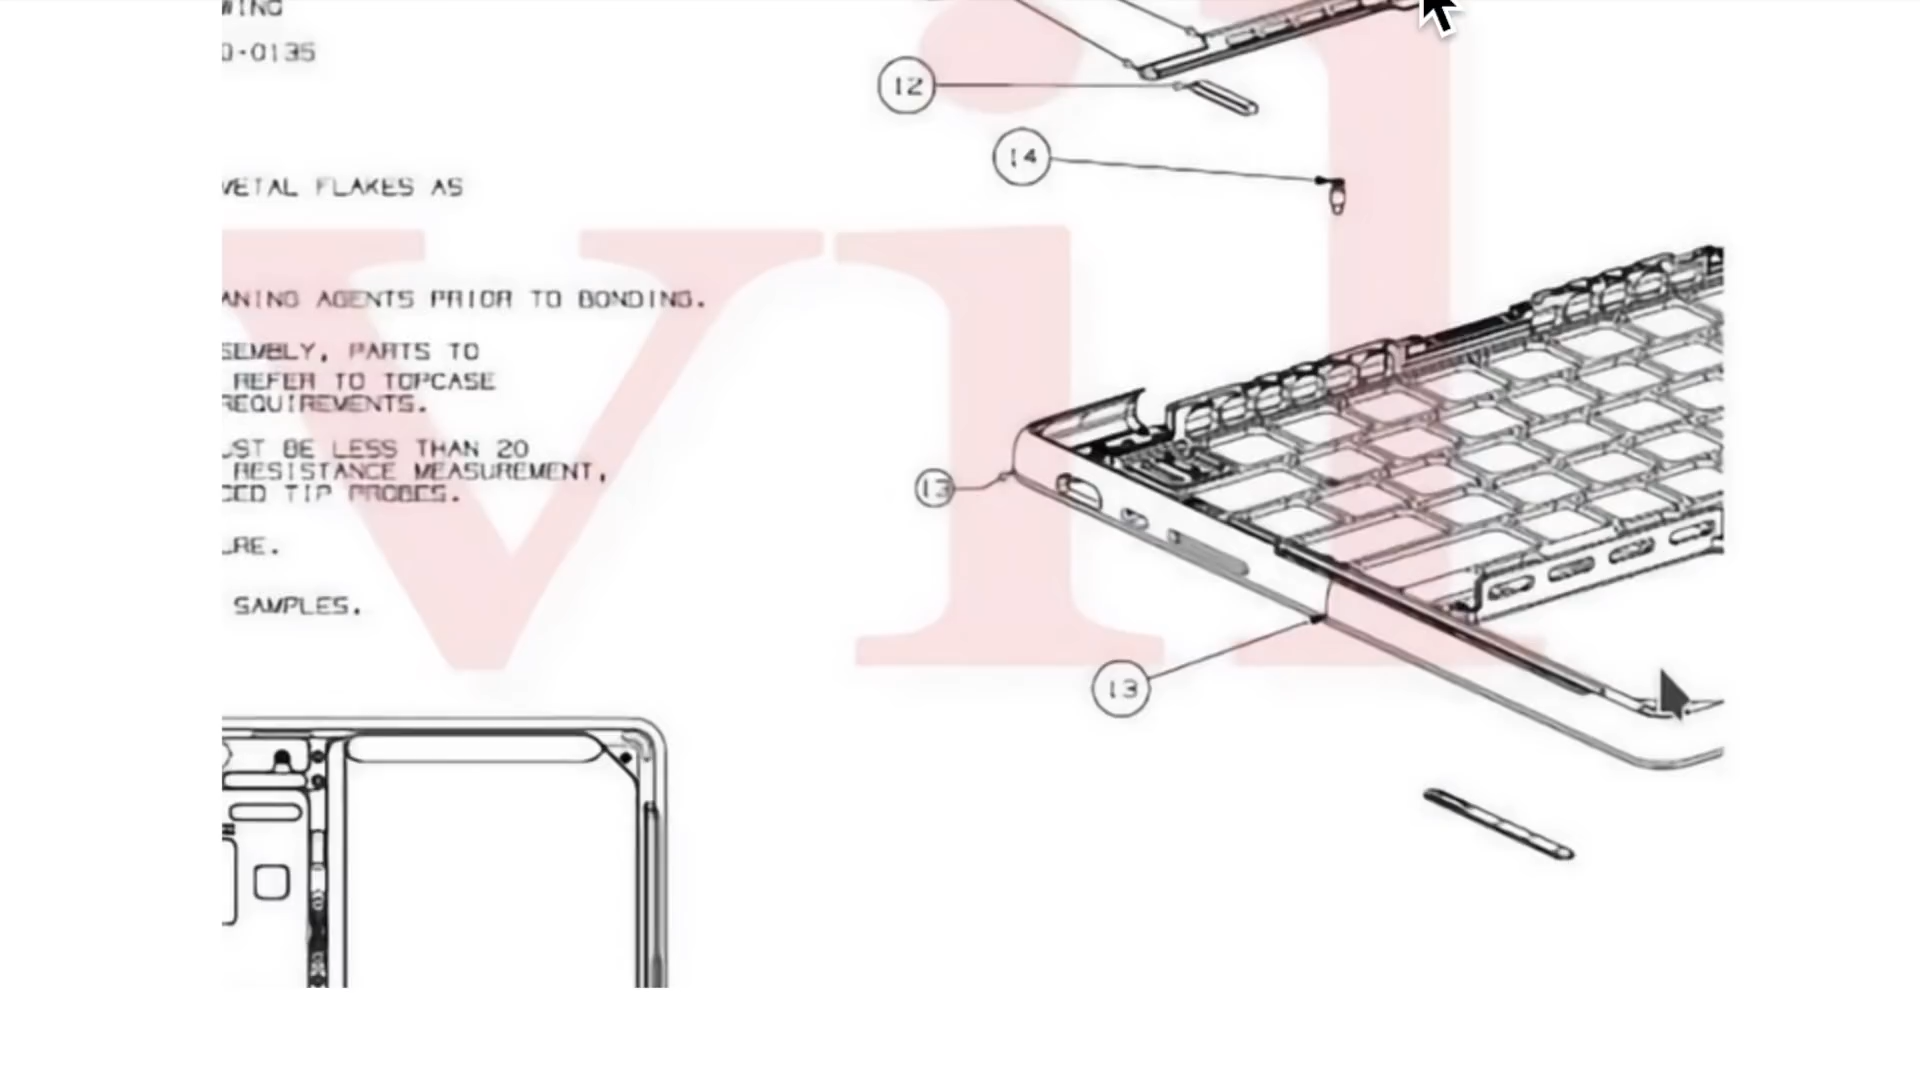 WING
0-0135
METAL FLAKES AS
ANING AGENTS PRIOR TO BONDING.
SEMBLY, PARTS TO
REFER TO TOPCASE
REQUIREMENTS.
UST BE LESS THAN 20
RESISTANCE MEASUREMENT,
CED TIP PROBES.
URE.
SAMPLES.
12
14
13
13
vil